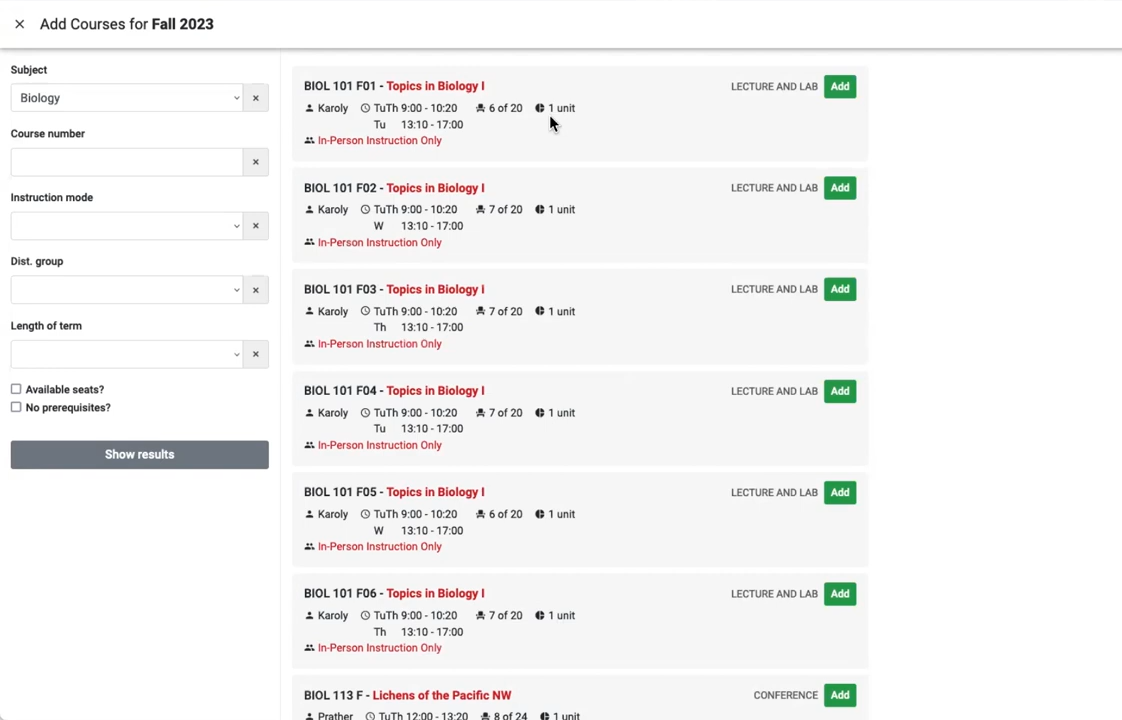 × Add Courses for Fall 2023
Subject
Biology ×
Course number
×
Instruction mode
×
Dist. group
×
Length of term
×
Available seats?
No prerequisites?
Show results
BIOL 101 F01 - Topics in Biology I LECTURE AND LAB Add
Karoly TuTh 9:00 - 10:20 6 of 20 1 unit
Tu 13:10 - 17:00
In-Person Instruction Only
BIOL 101 F02 - Topics in Biology I LECTURE AND LAB Add
Karoly TuTh 9:00 - 10:20 7 of 20 1 unit
W 13:10 - 17:00
In-Person Instruction Only
BIOL 101 F03 - Topics in Biology I LECTURE AND LAB Add
Karoly TuTh 9:00 - 10:20 7 of 20 1 unit
Th 13:10 - 17:00
In-Person Instruction Only
BIOL 101 F04 - Topics in Biology I LECTURE AND LAB Add
Karoly TuTh 9:00 - 10:20 7 of 20 1 unit
Tu 13:10 - 17:00
In-Person Instruction Only
BIOL 101 F05 - Topics in Biology I LECTURE AND LAB Add
Karoly TuTh 9:00 - 10:20 6 of 20 1 unit
W 13:10 - 17:00
In-Person Instruction Only
BIOL 101 F06 - Topics in Biology I LECTURE AND LAB Add
Karoly TuTh 9:00 - 10:20 7 of 20 1 unit
Th 13:10 - 17:00
In-Person Instruction Only
BIOL 113 F - Lichens of the Pacific NW CONFERENCE Add
Prather TuTh 12:00 - 13:20 8 of 24 1 unit